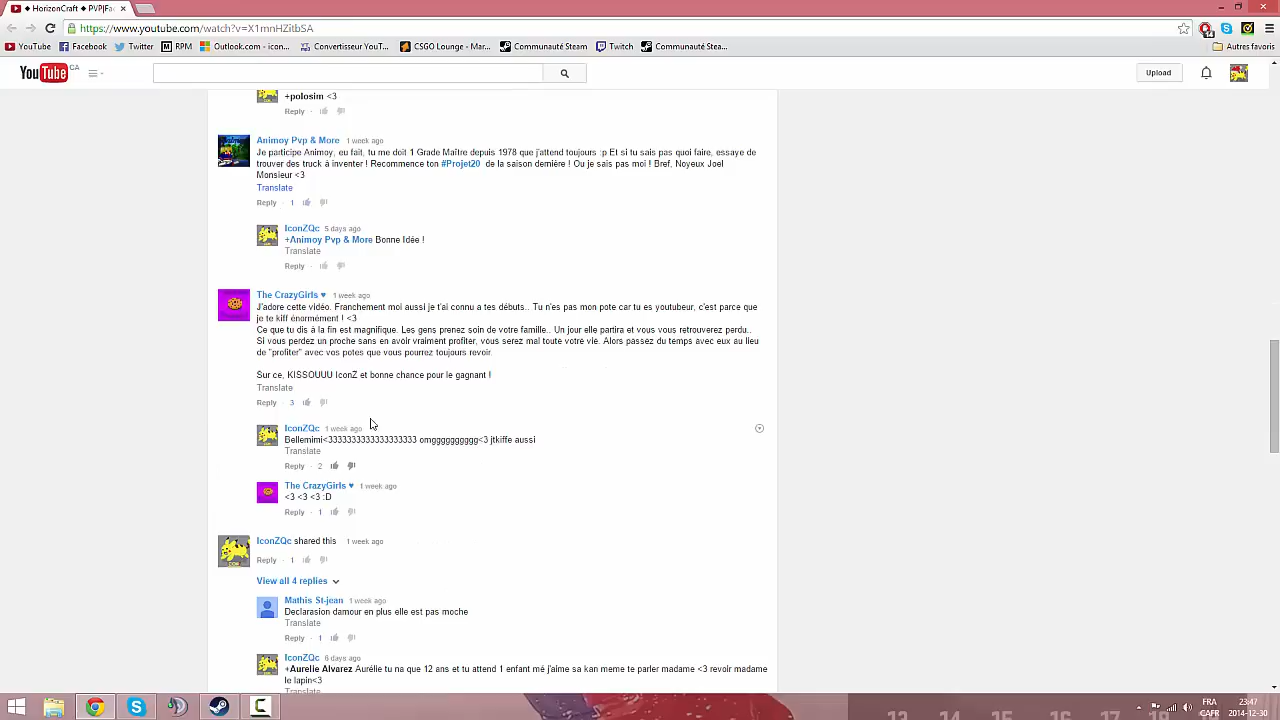 ◆ HorizonCraft ◆ PVP|Fac
https://www.youtube.com/watch?v=X1mnHZitbSA
YouTube Facebook Twitter RPM Outlook.com - icon... Convertisseur YouT... CSGO Lounge - Mar... Communauté Steam Twitch Communauté Stea... Autres favoris
YouTube CA Upload
+polosim <3
Reply ·
Animoy Pvp & More 1 week ago
Je participe Animoy, eu fait, tu me doit 1 Grade Maître depuis 1978 que j'attend toujours :p Et si tu sais pas quoi faire, essaye de
trouver des truck à inventer ! Recommence ton #Projet20 de la saison dernière ! Ou je sais pas moi ! Bref, Noyeux Joel
Monsieur <3
Translate
Reply · 1
IconZQc 5 days ago
+Animoy Pvp & More Bonne Idée !
Translate
Reply ·
The CrazyGirls ♥ 1 week ago
J'adore cette vidéo. Franchement moi aussi je t'ai connu a tes débuts.. Tu n'es pas mon pote car tu es youtubeur, c'est parce que
je te kiff énormément ! <3
Ce que tu dis à la fin est magnifique. Les gens prenez soin de votre famille.. Un jour elle partira et vous vous retrouverez perdu..
Si vous perdez un proche sans en avoir vraiment profiter, vous serez mal toute votre vie. Alors passez du temps avec eux au lieu
de "profiter" avec vos potes que vous pourrez toujours revoir.
Sur ce, KISSOUUU IconZ et bonne chance pour le gagnant !
Translate
Reply · 3
IconZQc 1 week ago
Bellemimi<3333333333333333333 omgggggggggg<3 jtkiffe aussi
Translate
Reply · 2
The CrazyGirls ♥ 1 week ago
<3 <3 <3 :D
Reply · 1
IconZQc shared this 1 week ago
Reply · 1
View all 4 replies
Mathis St-jean 1 week ago
Declarasion damour en plus elle est pas moche
Translate
Reply · 1
IconZQc 6 days ago
+Aurelie Alvarez Aurélie tu na que 12 ans et tu attend 1 enfant mé j'aime sa kan meme te parler madame <3 revoir madame
le lapin<3
Translate
13 14 15 16 17 18
FRA 23:47
CAFR 2014-12-30